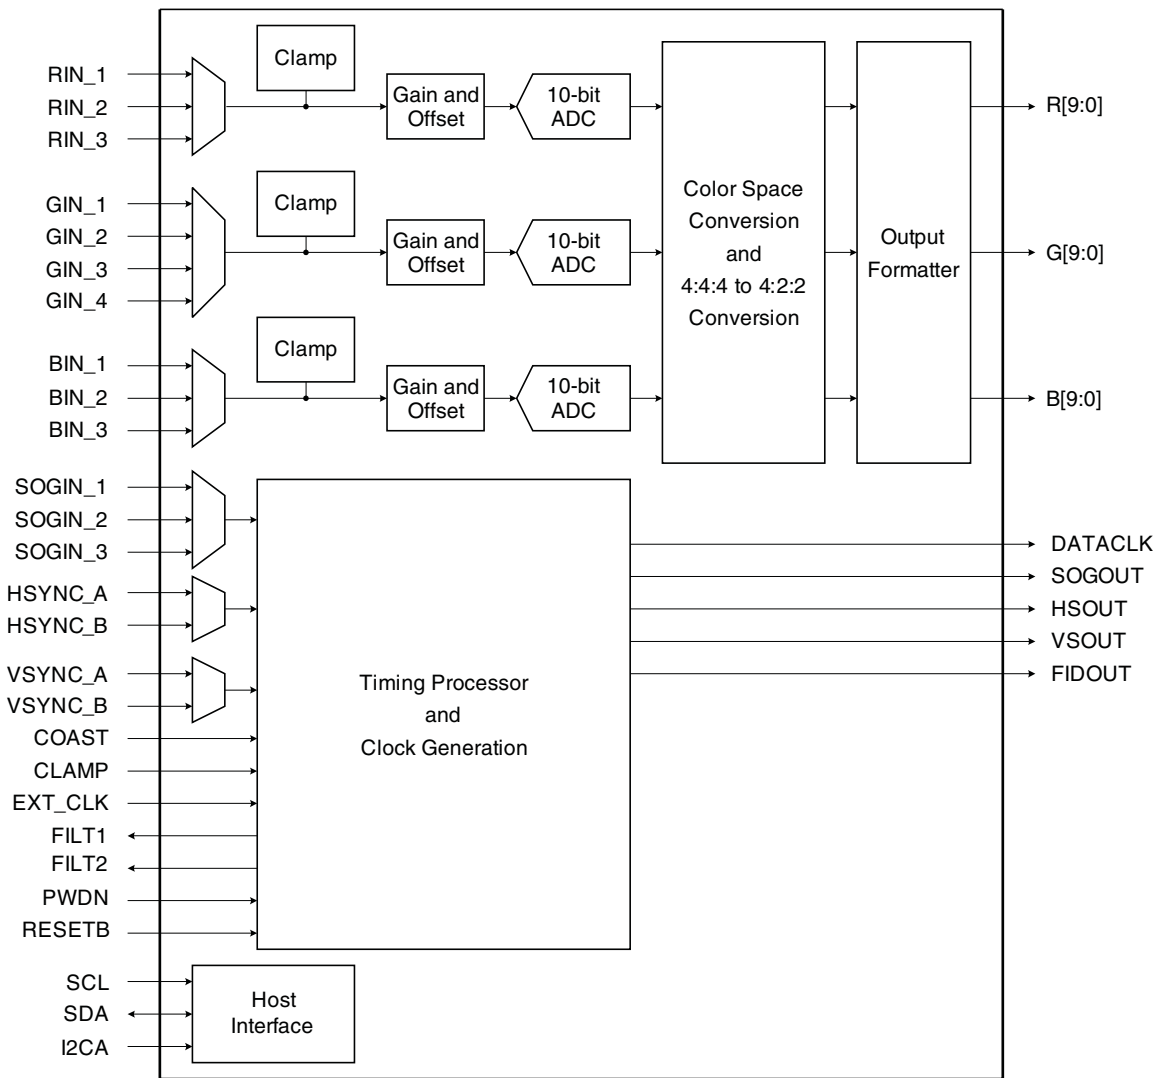 RIN_1
RIN_2
RIN_3
Clamp
Gain and
Offset
10-bit
ADC
R[9:0]
GIN_1
GIN_2
GIN_3
GIN_4
Clamp
Gain and
Offset
10-bit
ADC
G[9:0]
BIN_1
BIN_2
BIN_3
Clamp
Gain and
Offset
10-bit
ADC
B[9:0]
Color Space
Conversion
and
4:4:4 to 4:2:2
Conversion
Output
Formatter
SOGIN_1
SOGIN_2
SOGIN_3
HSYNC_A
HSYNC_B
VSYNC_A
VSYNC_B
COAST
CLAMP
EXT_CLK
FILT1
FILT2
PWDN
RESETB
Timing Processor
and
Clock Generation
DATACLK
SOGOUT
HSOUT
VSOUT
FIDOUT
SCL
SDA
I2CA
Host
Interface